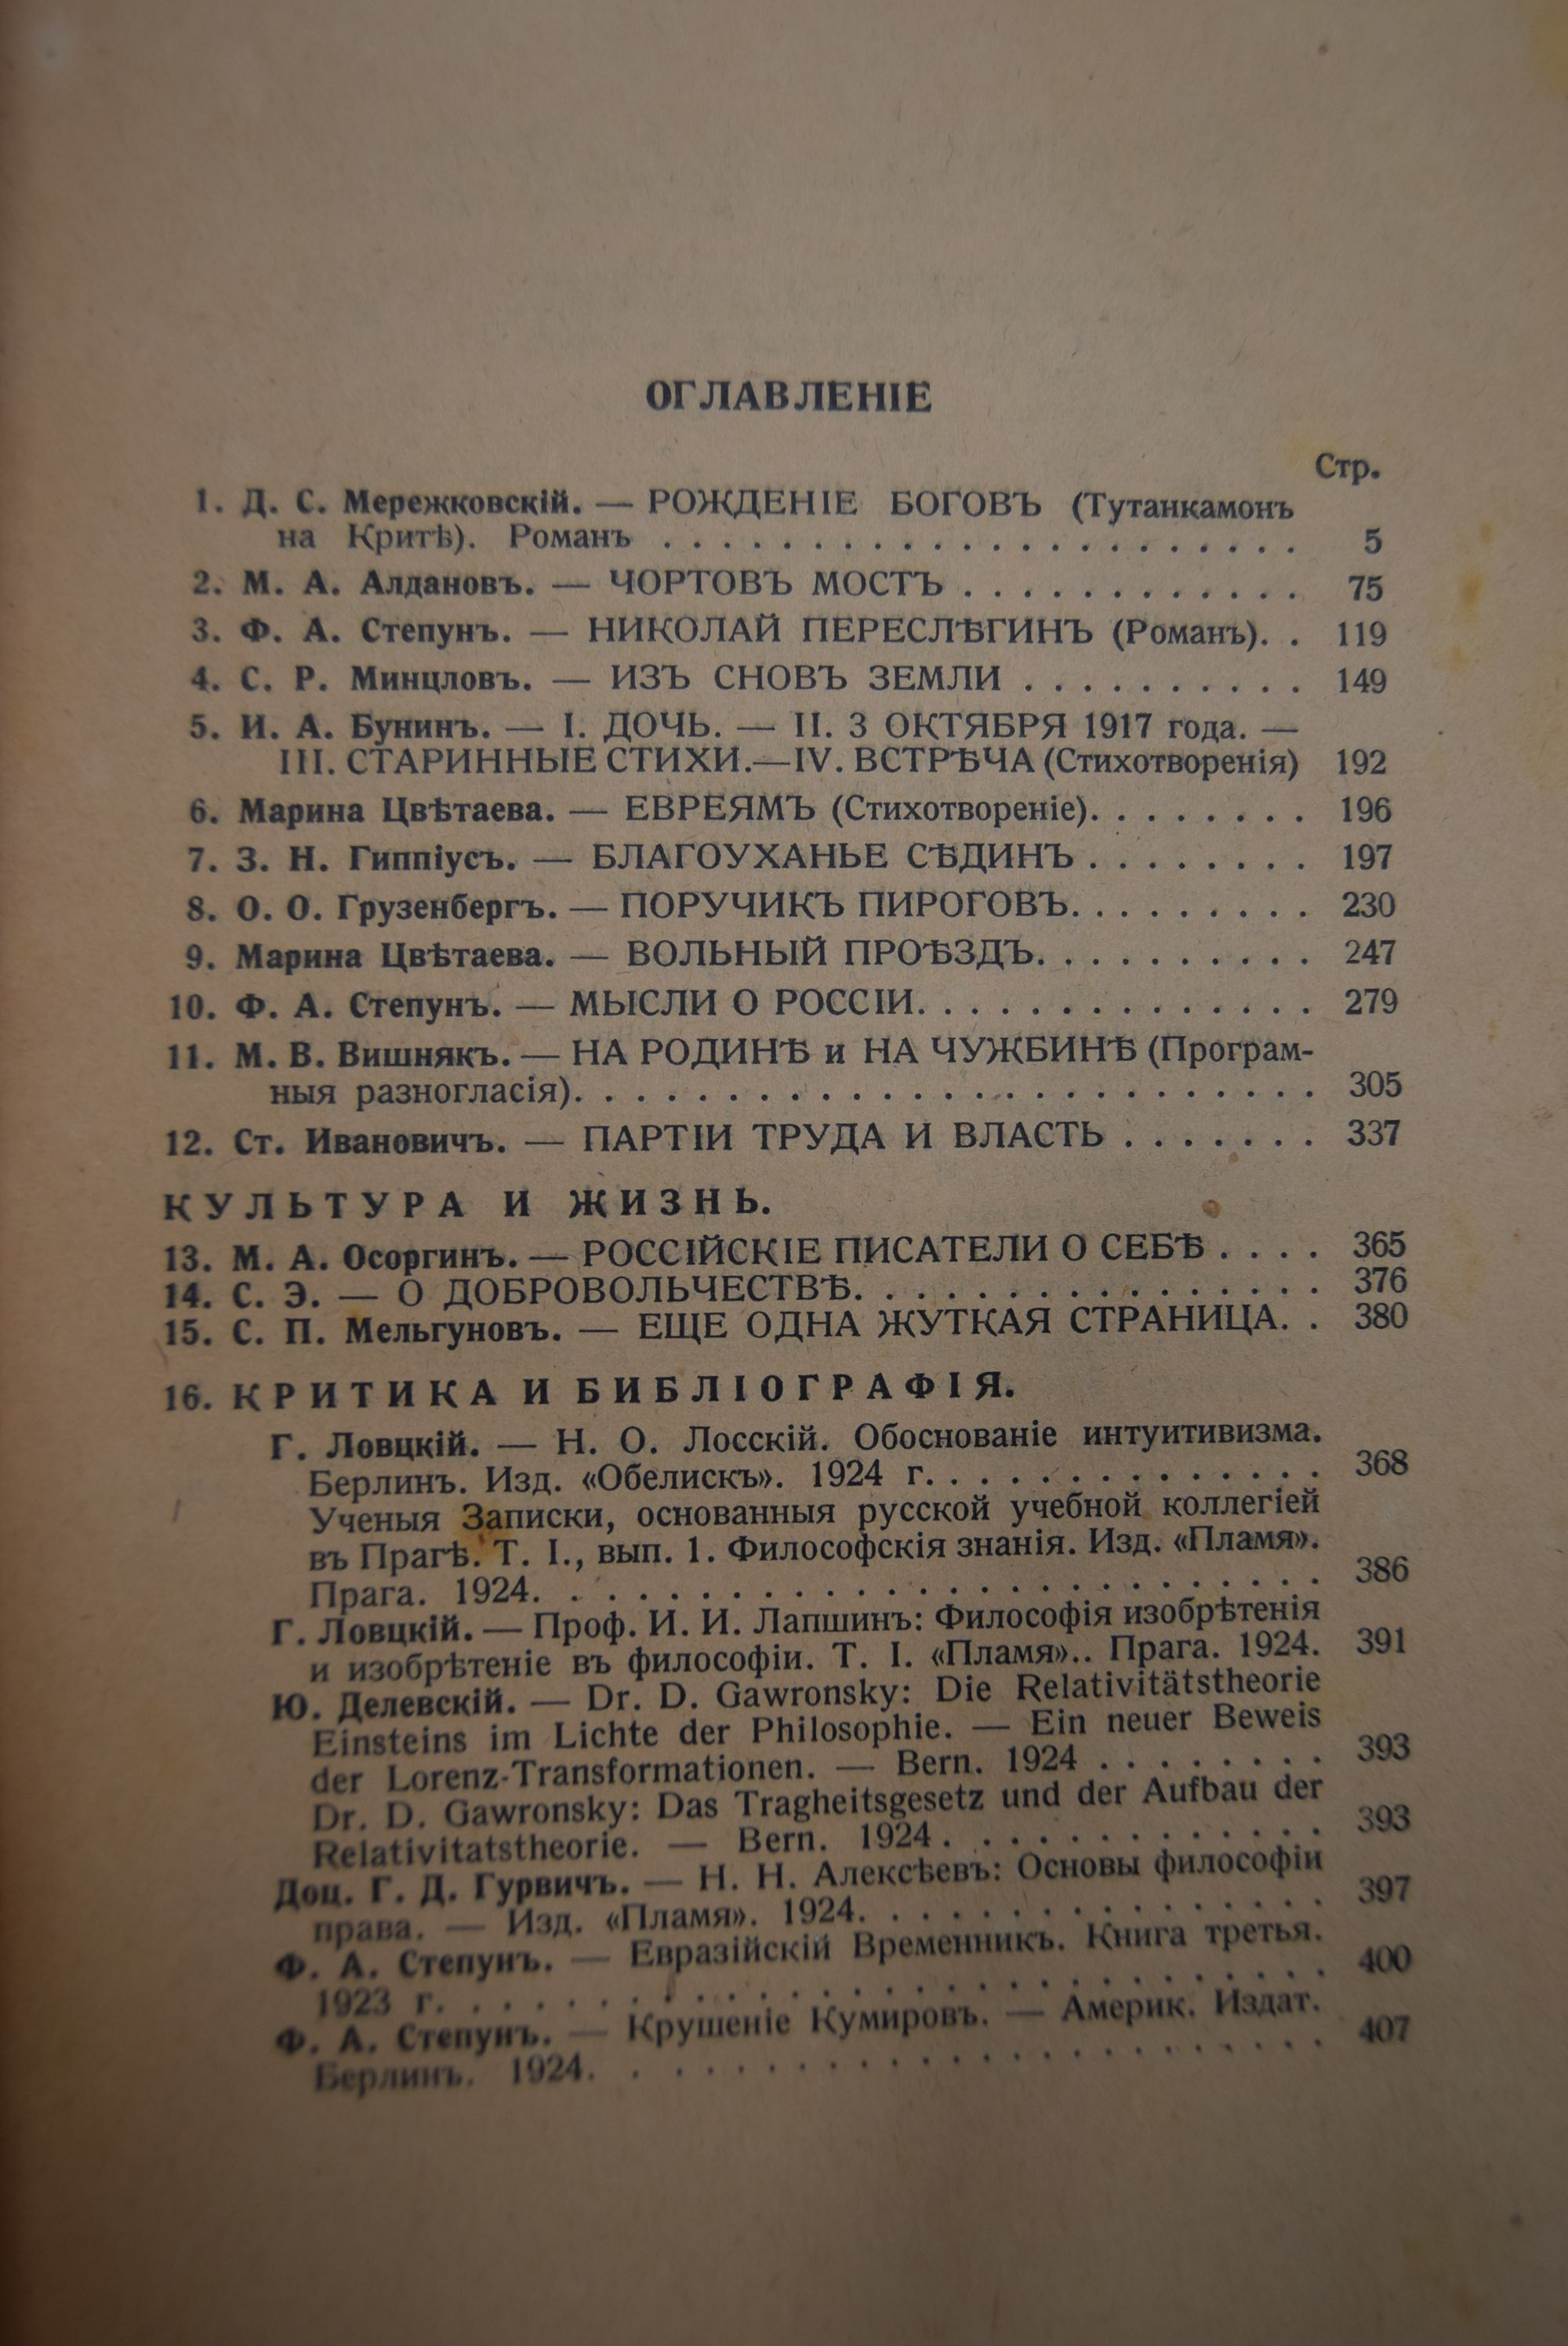 ОГЛАВЛЕНІЕ
Стр.
1. Д. С. Мережковскій. — РОЖДЕНІЕ БОГОВЪ (Тутанкамонъ
на Критѣ). Романъ . . . . . . . . . . . . . . . . . . . . . . 5
2. М. А. Алдановъ. — ЧОРТОВЪ МОСТЪ . . . . . . . . . . . . 75
3. Ф. А. Степунъ. — НИКОЛАЙ ПЕРЕСЛѢГИНЪ (Романъ). . 119
4. С. Р. Минцловъ. — ИЗЪ СНОВЪ ЗЕМЛИ . . . . . . . . . . 149
5. И. А. Бунинъ. — I. ДОЧЬ. — II. 3 ОКТЯБРЯ 1917 года. —
III. СТАРИННЫЕ СТИХИ.—IV. ВСТРѢЧА (Стихотворенія) 192
6. Марина Цвѣтаева. — ЕВРЕЯМЪ (Стихотвореніе). . . . . . . . 196
7. З. Н. Гиппіусъ. — БЛАГОУХАНЬЕ СѢДИНЪ . . . . . . . . 197
8. О. О. Грузенбергъ. — ПОРУЧИКЪ ПИРОГОВЪ. . . . . . . . . 230
9. Марина Цвѣтаева. — ВОЛЬНЫЙ ПРОѢЗДЪ. . . . . . . . . . 247
10. Ф. А. Степунъ. — МЫСЛИ О РОССІИ. . . . . . . . . . . . . . 279
11. М. В. Вишнякъ. — НА РОДИНѢ и НА ЧУЖБИНѢ (Програм-
ныя разногласія). . . . . . . . . . . . . . . . . . . . . . . . . 305
12. Ст. Ивановичъ. — ПАРТІИ ТРУДА И ВЛАСТЬ . . . . . . . 337
КУЛЬТУРА И ЖИЗНЬ.
13. М. А. Осоргинъ. — РОССІЙСКІЕ ПИСАТЕЛИ О СЕБѢ . . . . 365
14. С. Э. — О ДОБРОВОЛЬЧЕСТВѢ. . . . . . . . . . . . . . . . 376
15. С. П. Мельгуновъ. — ЕЩЕ ОДНА ЖУТКАЯ СТРАНИЦА. . 380
16. КРИТИКА И БИБЛІОГРАФІЯ.
Г. Ловцкій. — Н. О. Лосскій. Обоснованіе интуитивизма.
Берлинъ. Изд. «Обелискъ». 1924 г. . . . . . . . . . . . . . 368
Ученыя Записки, основанныя русской учебной коллегіей
въ Прагѣ. Т. I., вып. 1. Философскія знанія. Изд. «Пламя».
Прага. 1924. . . . . . . . . . . . . . . . . . . . . . . . . . 386
Г. Ловцкій. — Проф. И. И. Лапшинъ: Философія изобрѣтенія
и изобрѣтеніе въ философіи. Т. I. «Пламя».. Прага. 1924. 391
Ю. Делевскій. — Dr. D. Gawronsky: Die Relativitätstheorie
Einsteins im Lichte der Philosophie. — Ein neuer Beweis
der Lorenz-Transformationen. — Bern. 1924 . . . . . . . . 393
Dr. D. Gawronsky: Das Tragheitsgesetz und der Aufbau der
Relativitatstheorie. — Bern. 1924 . . . . . . . . . . . . . 393
Доц. Г. Д. Гурвичъ. — Н. Н. Алексѣевъ: Основы философіи
права. — Изд. «Пламя». 1924. . . . . . . . . . . . . . . . 397
Ф. А. Степунъ. — Евразійскій Временникъ. Книга третья.
1923 г. . . . . . . . . . . . . . . . . . . . . . . . . . . . . 400
Ф. А. Степунъ. — Крушеніе Кумировъ. — Америк. Издат.
Берлинъ. 1924. . . . . . . . . . . . . . . . . . . . . . . . 407